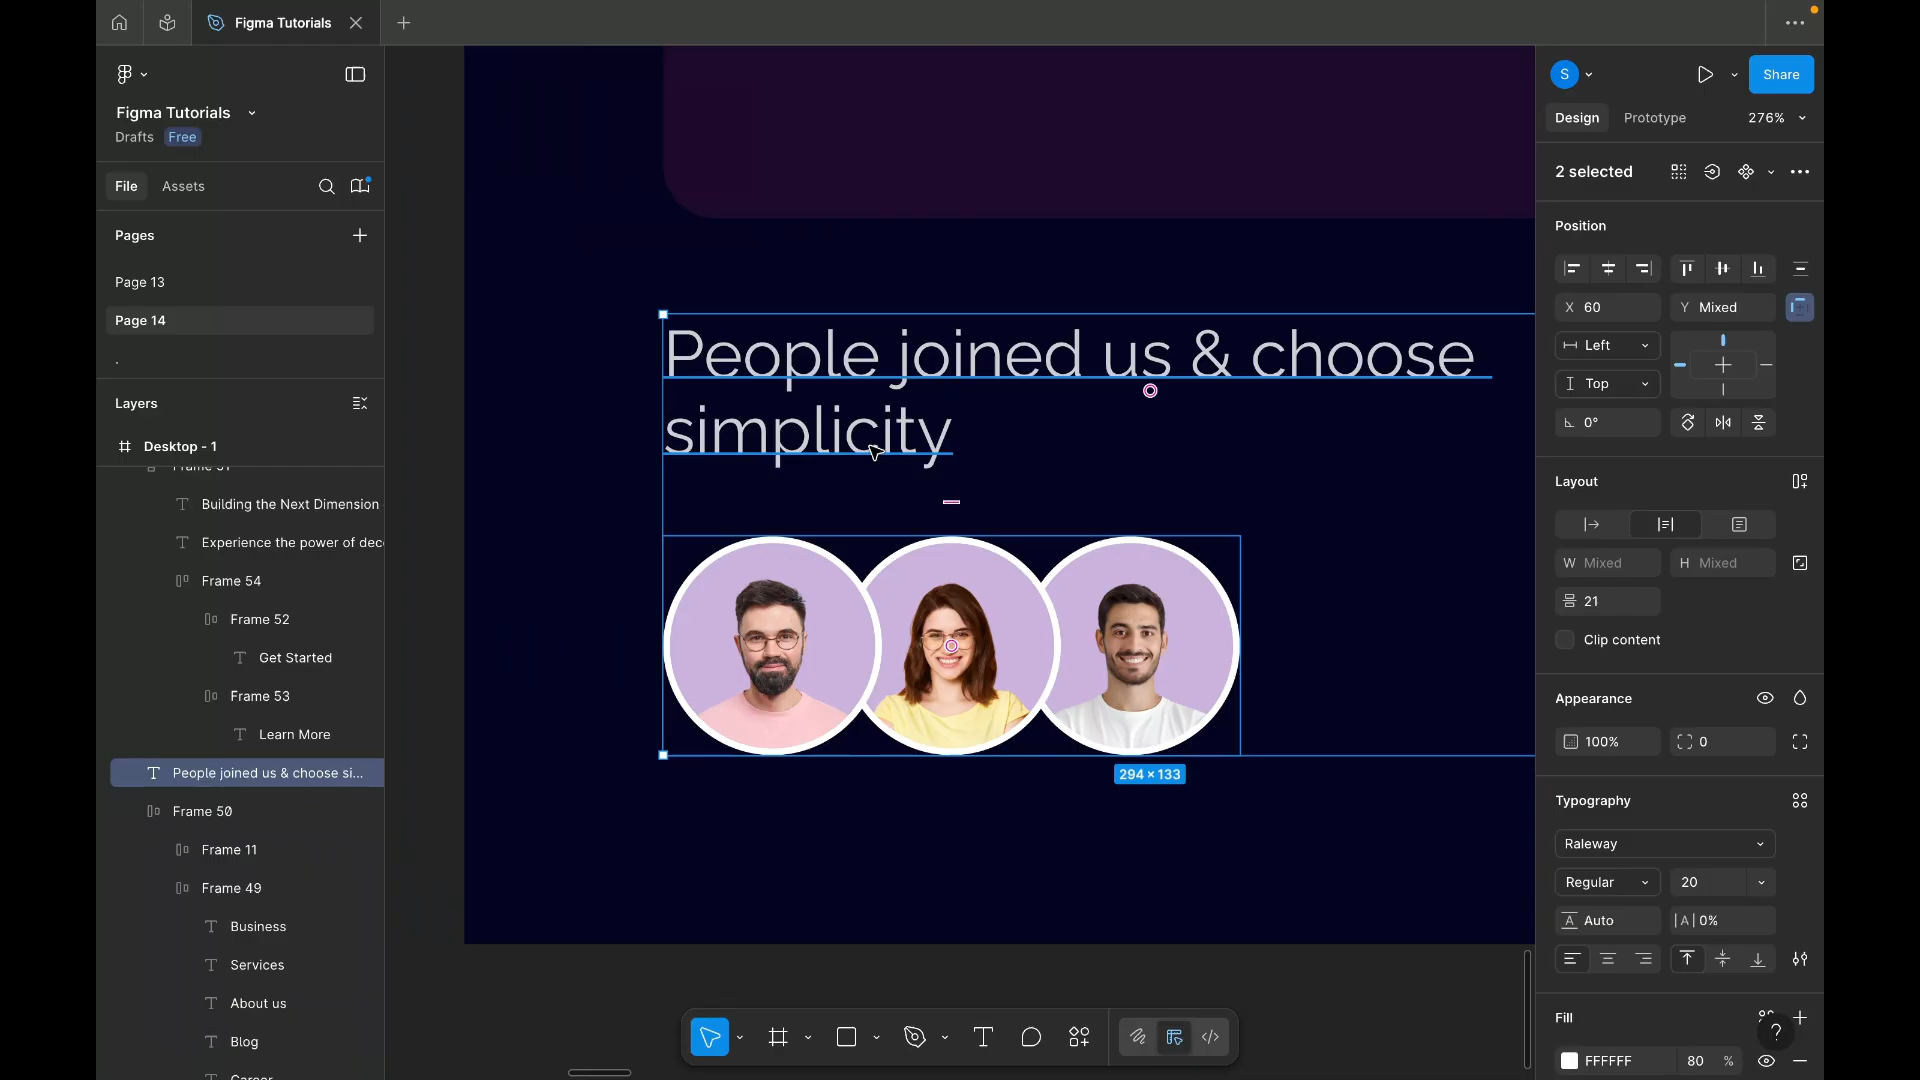 Figma Tutorials
Figma Tutorials
Drafts Free
File Assets
Pages
Page 13
Page 14
.
Layers
Desktop - 1
Frame 51
Building the Next Dimension
Experience the power of dec
Frame 54
Frame 52
Get Started
Frame 53
Learn More
People joined us & choose si...
Frame 50
Frame 11
Frame 49
Business
Services
About us
Blog
Career
People joined us & choose
simplicity
294 × 133
S
Share
Design Prototype 276%
2 selected
Position
X 60 Y Mixed
Left
Top
0°
Layout
W Mixed H Mixed
21
Clip content
Appearance
100% 0
Typography
Raleway
Regular 20
A Auto |A| 0%
Fill
?
FFFFFF 80 %